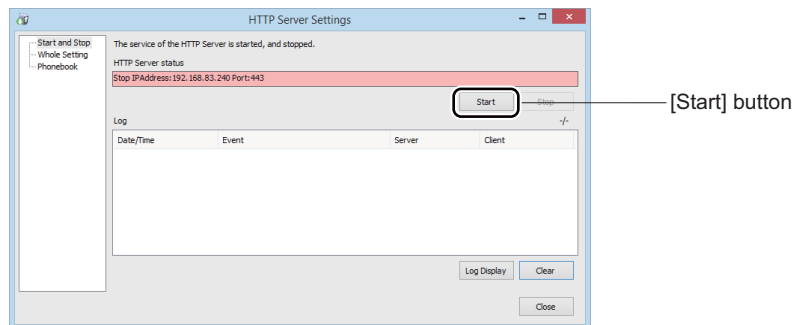 HTTP Server Settings
Start and Stop
Whole Setting
Phonebook
The service of the HTTP Server is started, and stopped.
HTTP Server status
Stop IPAddress:192.168.83.240 Port:443
Start Stop
[Start] button
Log -/-
Date/Time Event Server Client
Log Display Clear
Close